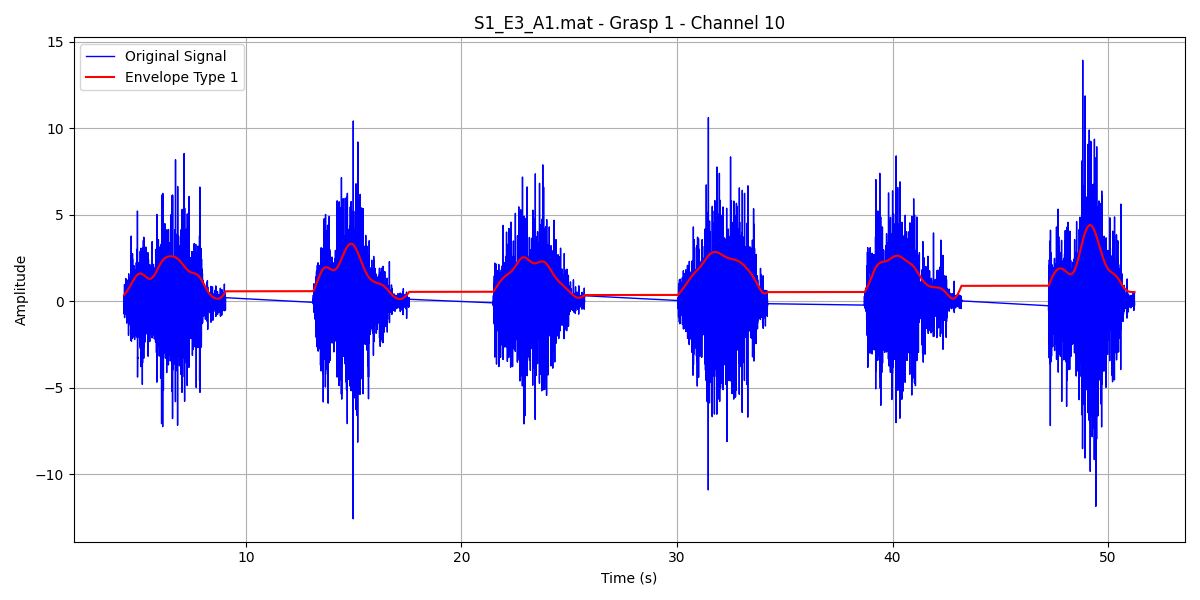 S1_E3_A1.mat - Grasp 1 - Channel 10
Original Signal
Envelope Type 1
Amplitude
15
10
5
0
−5
−10
10 20 30 40 50
Time (s)